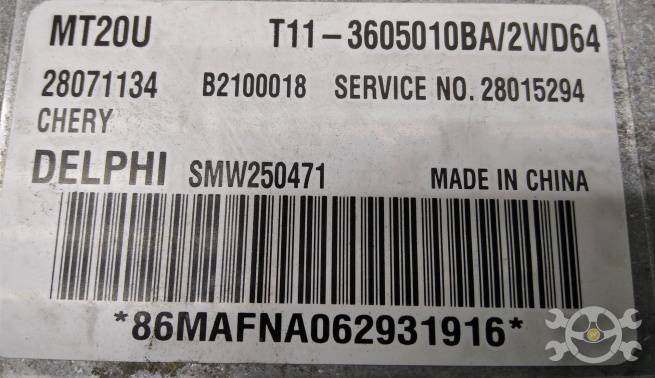 MT20U T11-3605010BA/2WD64
28071134 B2100018 SERVICE NO. 28015294
CHERY
DELPHI SMW250471 MADE IN CHINA
*86MAFNA062931916*